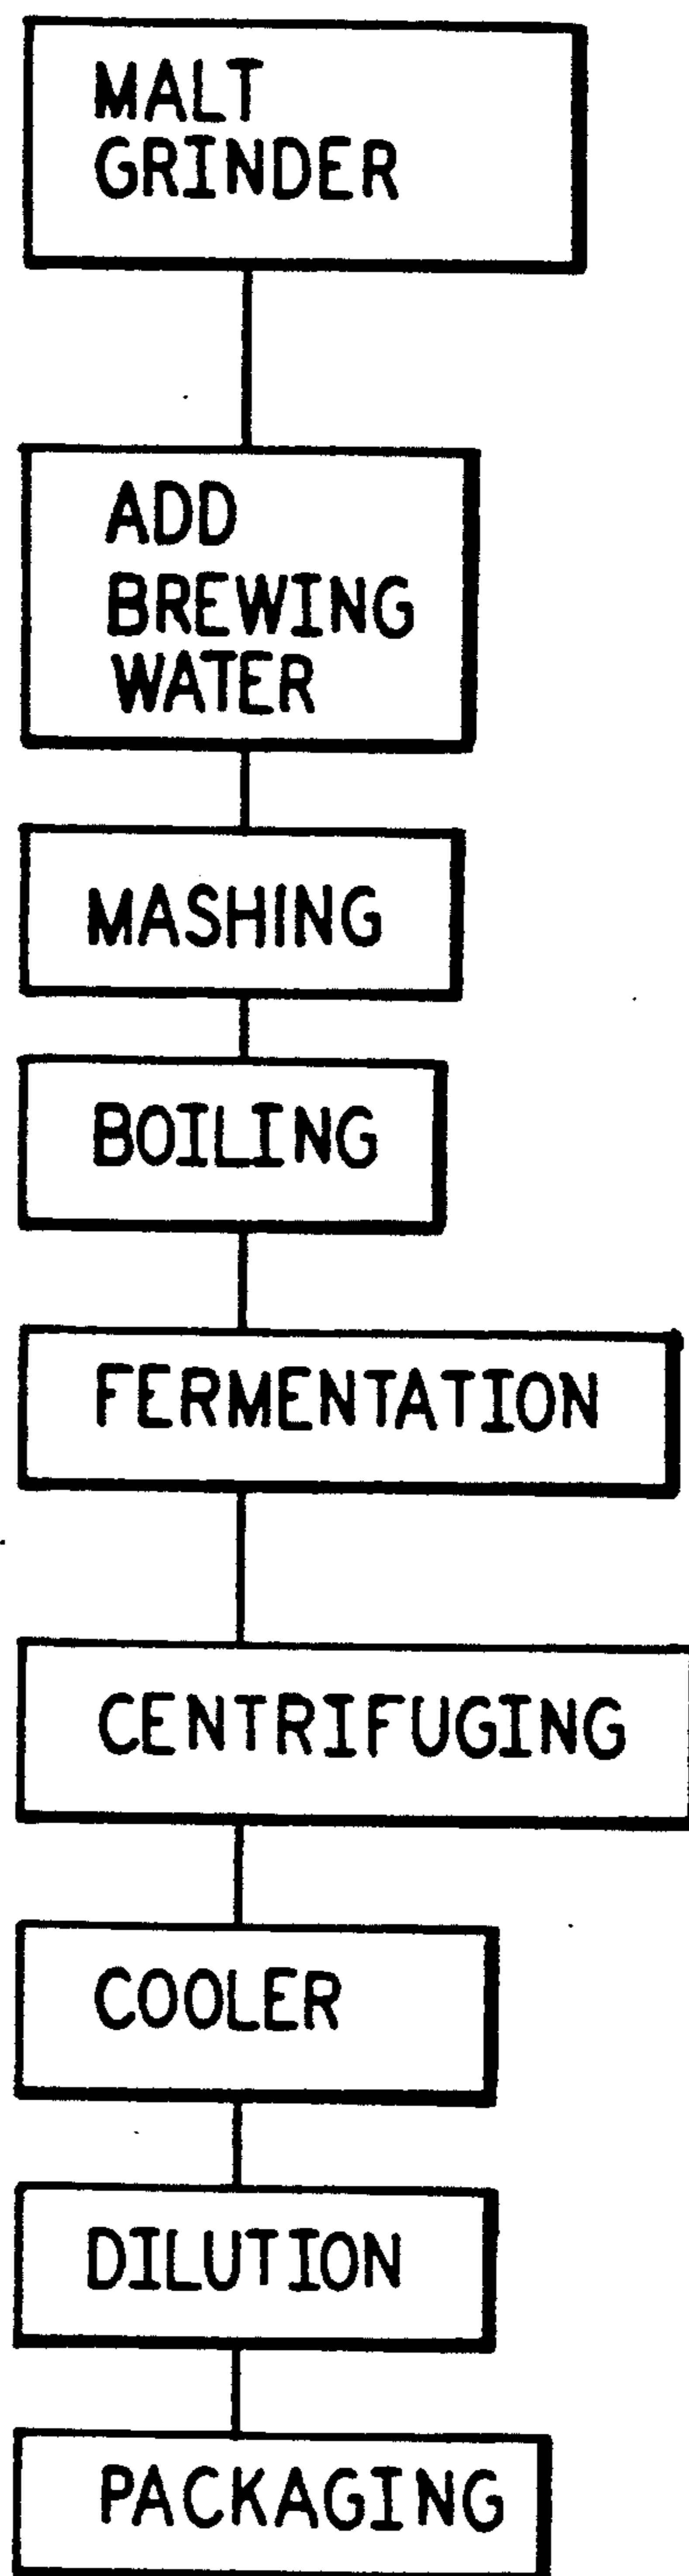 MALT
GRINDER
ADD
BREWING
WATER
MASHING
BOILING
FERMENTATION
CENTRIFUGING
COOLER
DILUTION
PACKAGING